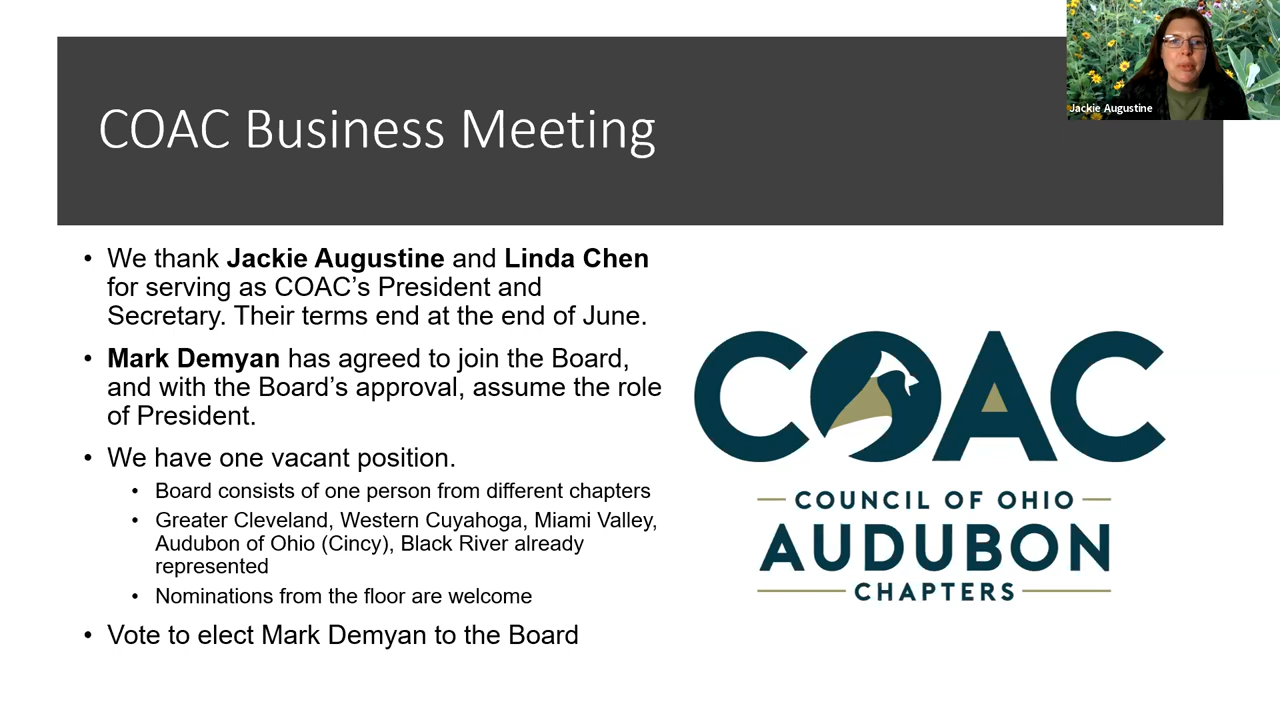 COAC Business Meeting
Jackie Augustine
• We thank Jackie Augustine and Linda Chen
for serving as COAC’s President and
Secretary. Their terms end at the end of June.
• Mark Demyan has agreed to join the Board,
and with the Board’s approval, assume the role
of President.
• We have one vacant position.
• Board consists of one person from different chapters
• Greater Cleveland, Western Cuyahoga, Miami Valley,
Audubon of Ohio (Cincy), Black River already
represented
• Nominations from the floor are welcome
• Vote to elect Mark Demyan to the Board
COAC
COUNCIL OF OHIO
AUDUBON
CHAPTERS